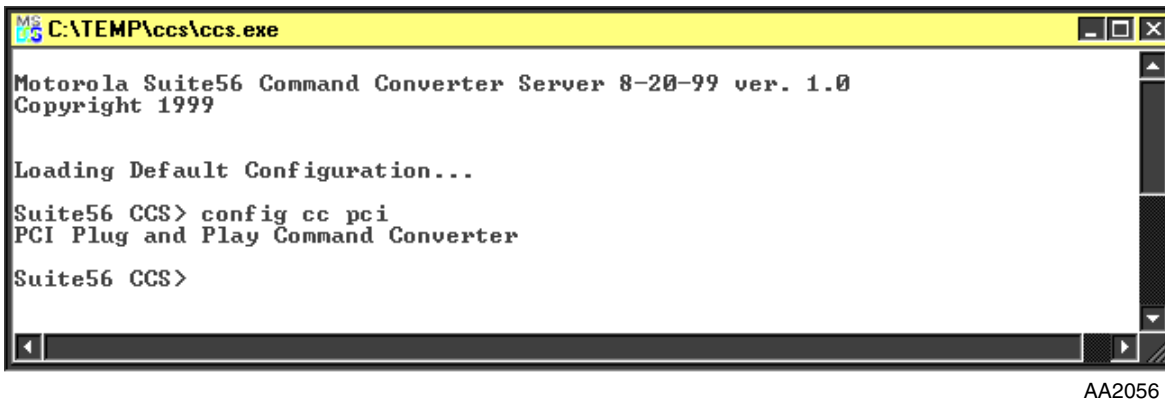 MS
C:\TEMP\ccs\ccs.exe
Motorola Suite56 Command Converter Server 8-20-99 ver. 1.0
Copyright 1999
Loading Default Configuration...
Suite56 CCS> config cc pci
PCI Plug and Play Command Converter
Suite56 CCS>
AA2056